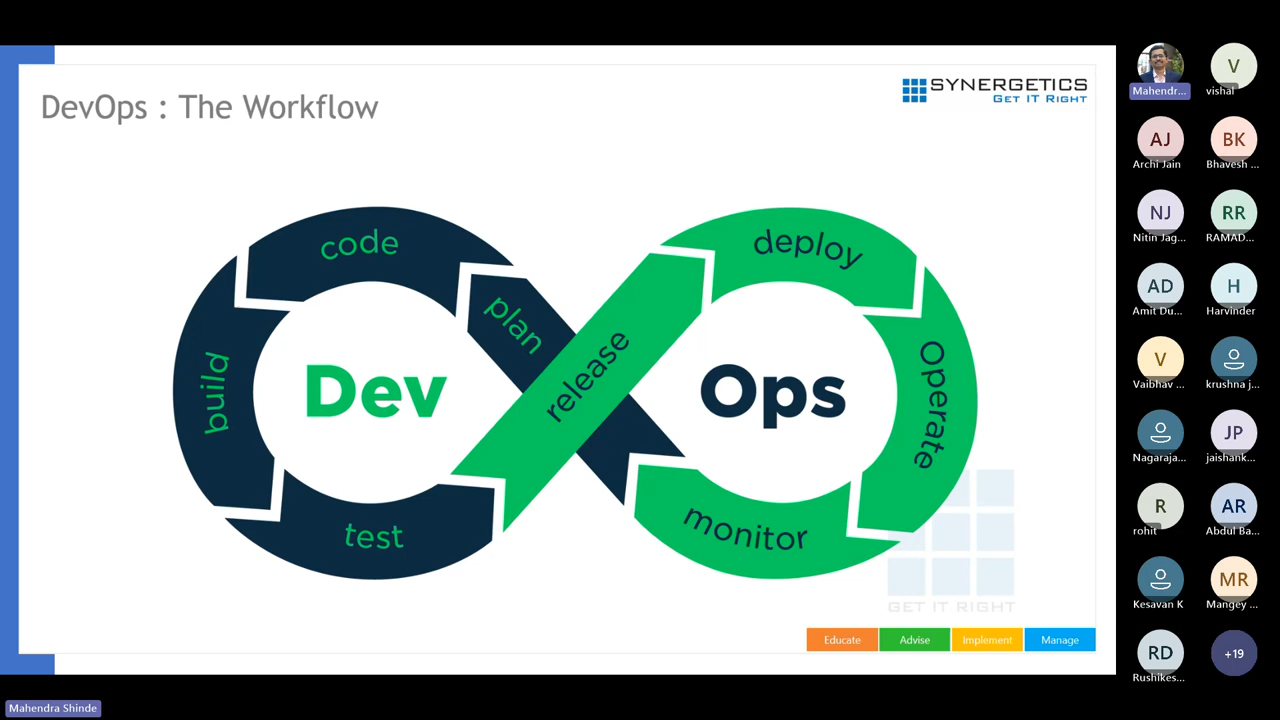 DevOps : The Workflow
SYNERGETICS
GET IT RIGHT
code
plan
build
Dev
test
release
deploy
Ops
Operate
monitor
GET IT RIGHT
Educate
Advise
Implement
Manage
Mahendra Shinde
Mahendr...
V
vishal
AJ
Archi Jain
BK
Bhavesh ...
NJ
Nitin Jag...
RR
RAMAD...
AD
Amit Du...
H
Harvinder
V
Vaibhav ...
krushna j...
Nagaraja...
JP
jaishank...
R
rohit
AR
Abdul Ba...
Kesavan K
MR
Mangey ...
RD
Rushikes...
+19